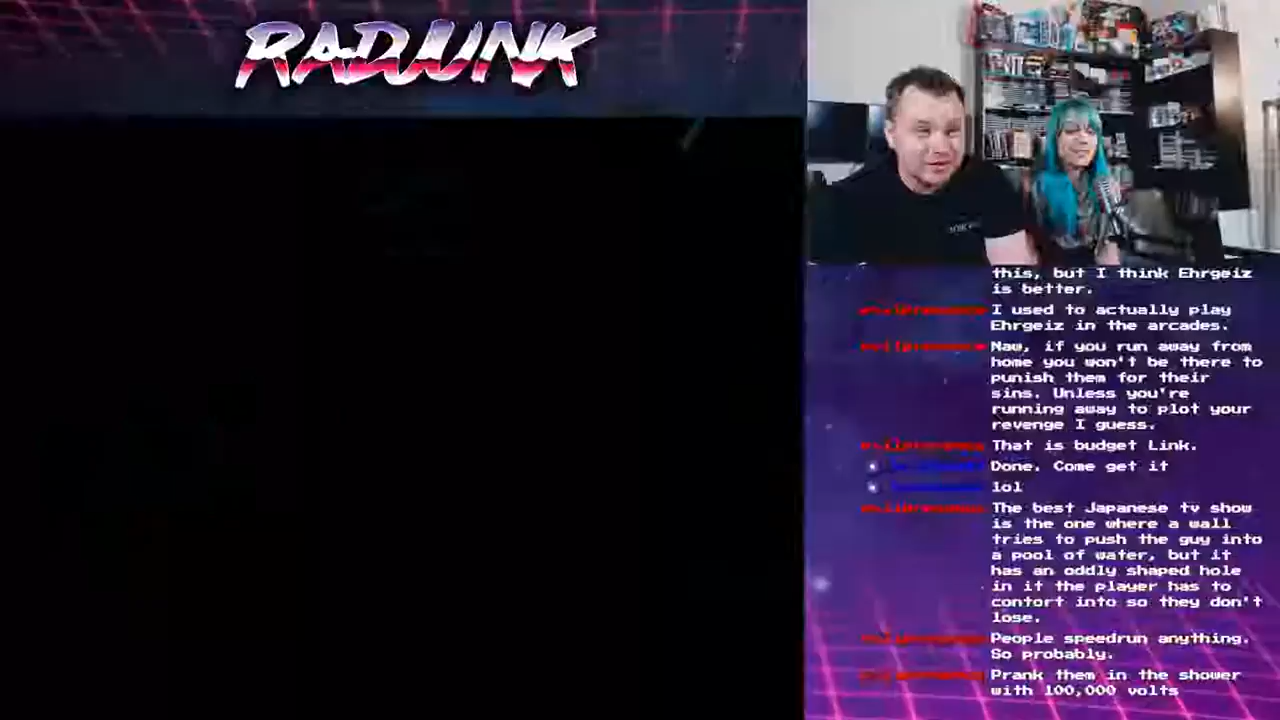 RADJUNK
this, but I think Ehrgeiz
is better.
I used to actually play
Ehrgeiz in the arcades.
Naw, if you run away from
home you won't be there to
punish them for their
sins. Unless you're
running away to plot your
revenge I guess.
That is budget Link.
Done. Come get it
lol
The best Japanese tv show
is the one where a wall
tries to push the guy into
a pool of water, but it
has an oddly shaped hole
in it the player has to
contort into so they don't
lose.
People speedrun anything.
So probably.
Prank them in the shower
with 100,000 volts